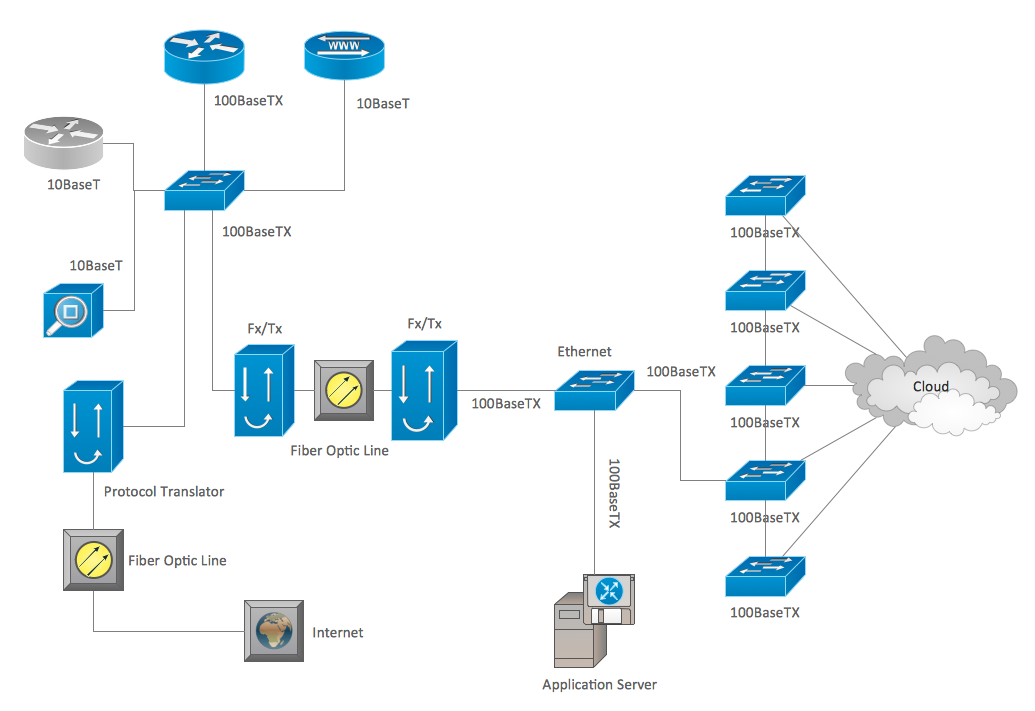 WWW
100BaseTX
10BaseT
10BaseT
100BaseTX
100BaseTX
10BaseT
Fx/Tx
Fx/Tx
100BaseTX
Ethernet
100BaseTX
Cloud
100BaseTX
100BaseTX
Fiber Optic Line
100BaseTX
Protocol Translator
100BaseTX
100BaseTX
Fiber Optic Line
100BaseTX
Internet
Application Server